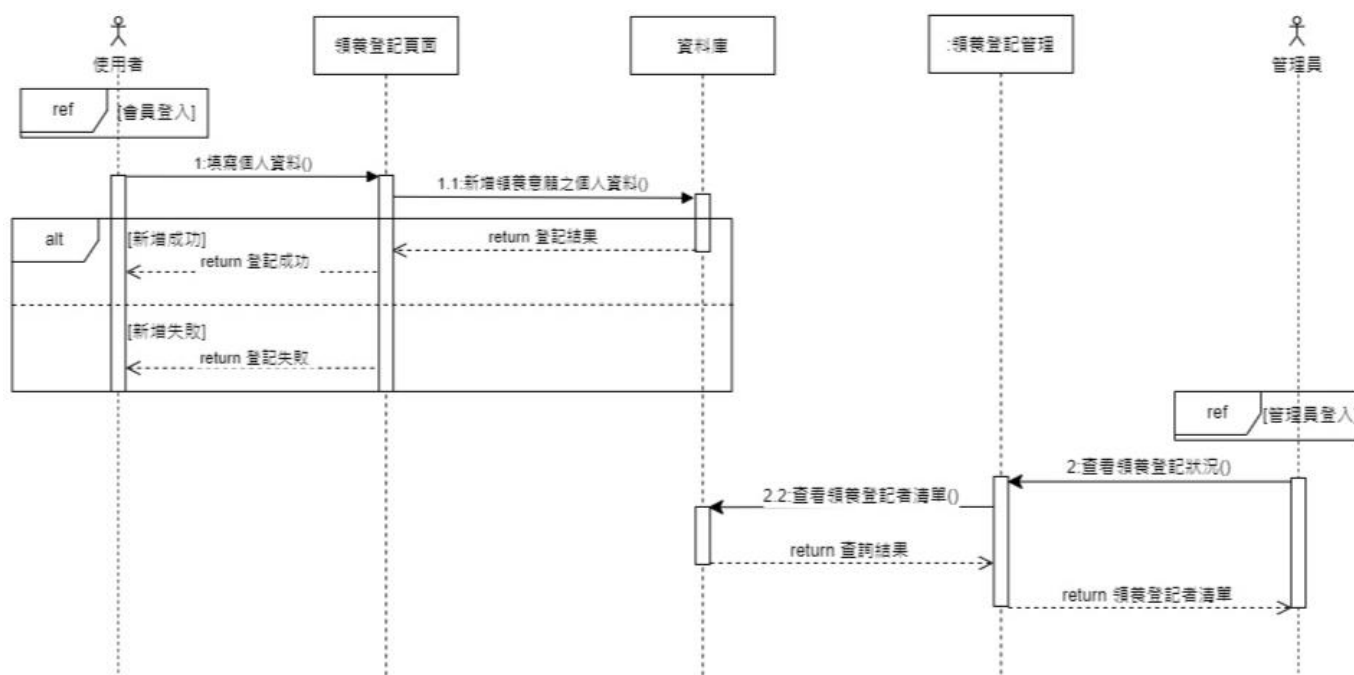 使用者
領養登記頁面
資料庫
:領養登記管理
管理員
ref
[會員登入]
1:填寫個人資料()
1.1:新增領養意願之個人資料()
alt
[新增成功]
return 登記結果
return 登記成功
[新增失敗]
return 登記失敗
ref
[管理員登入]
2:查看領養登記狀況()
2.2:查看領養登記者清單()
return 查詢結果
return 領養登記者清單